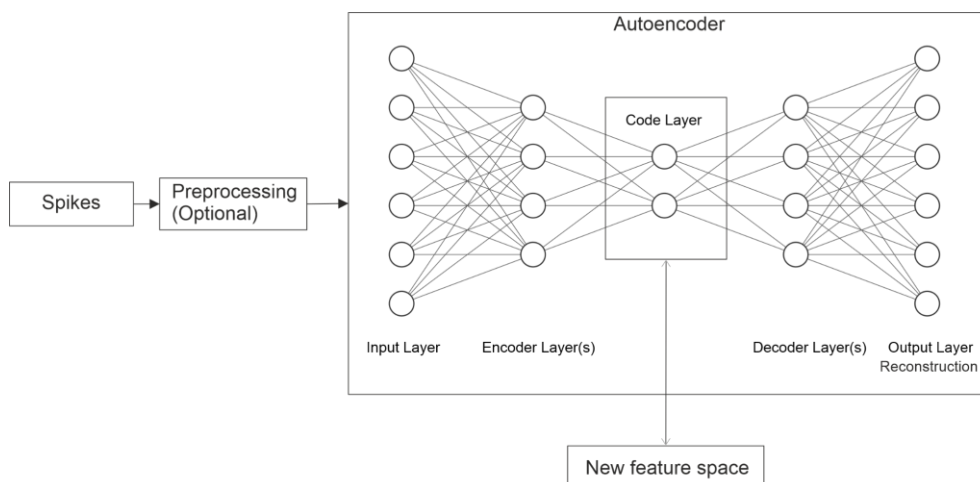 Autoencoder
Code Layer
Spikes
Preprocessing
(Optional)
Input Layer
Encoder Layer(s)
Decoder Layer(s)
Output Layer
Reconstruction
New feature space